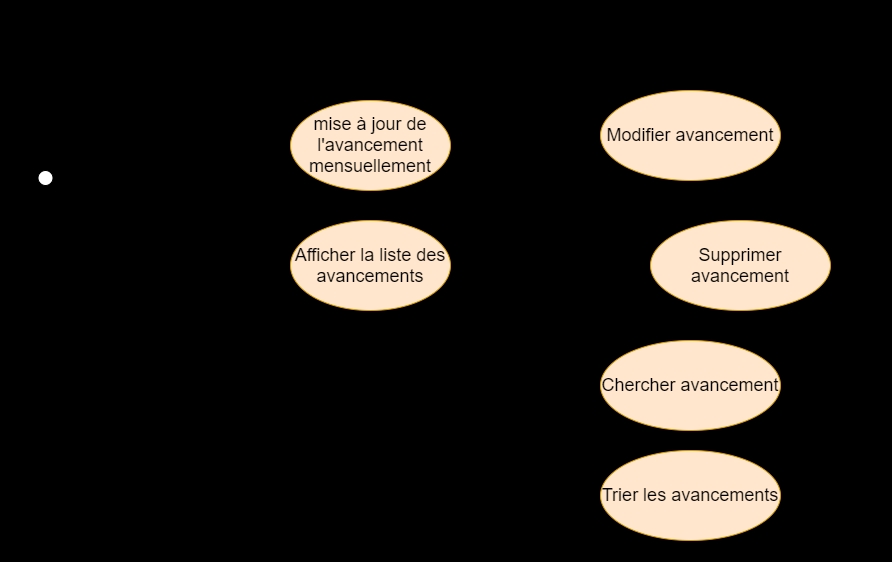 mise à jour de
l'avancement
mensuellement
Modifier avancement
Afficher la liste des
avancements
Supprimer
avancement
Chercher avancement
Trier les avancements